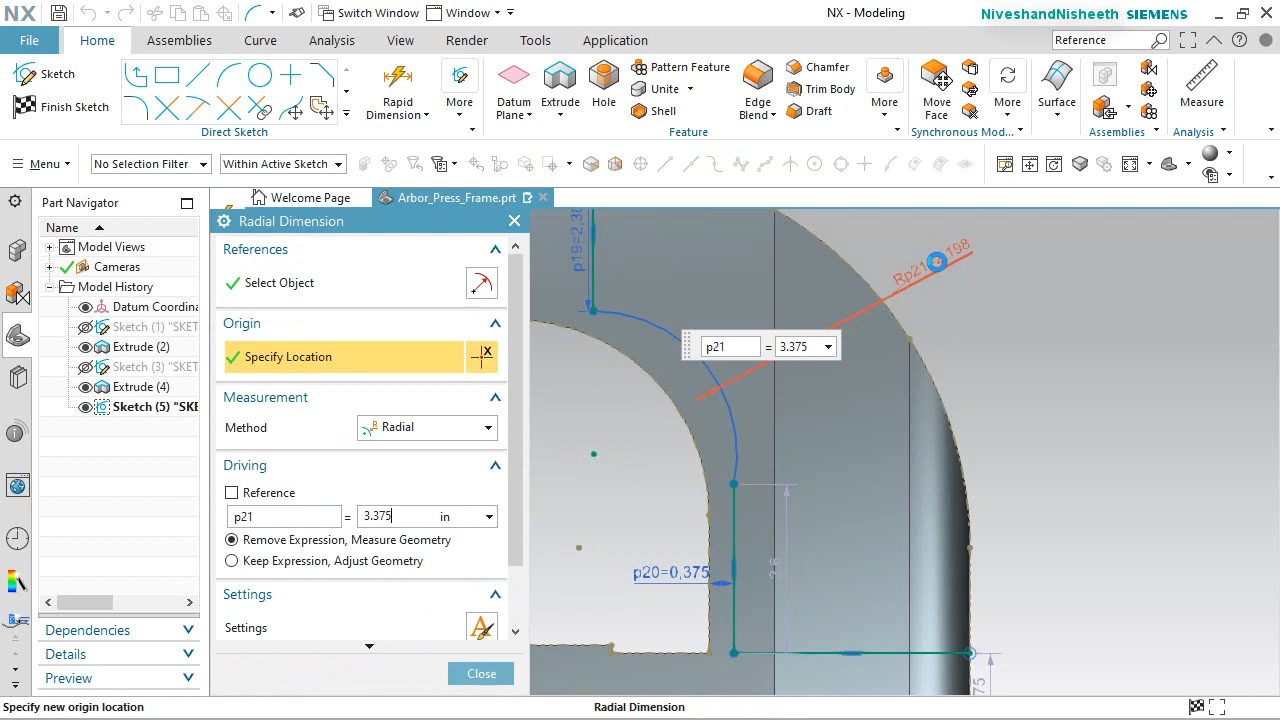 NX
Switch Window
Window
NX - Modeling
NiveshandNisheeth SIEMENS
File
Home
Assemblies
Curve
Analysis
View
Render
Tools
Application
Reference
Sketch
Finish Sketch
Direct Sketch
Rapid
Dimension
More
Datum
Plane
Extrude
Hole
Pattern Feature
Unite
Shell
Edge
Blend
Chamfer
Trim Body
Draft
More
Feature
Move
Face
More
Synchronous Mod...
Surface
Assemblies
Measure
Analysis
Menu
No Selection Filter
Within Active Sketch
Welcome Page
Arbor_Press_Frame.prt
Part Navigator
Name
Model Views
Cameras
Model History
Datum Coordina
Sketch (1) "SKET
Extrude (2)
Sketch (3) "SKET
Extrude (4)
Sketch (5) "SKE
Dependencies
Details
Preview
Radial Dimension
References
Select Object
Origin
Specify Location
Measurement
Method
Radial
Driving
Reference
p21 = 3.375 in
Remove Expression, Measure Geometry
Keep Expression, Adjust Geometry
Settings
Settings
Close
p21 = 3.375
p20=0,375
Specify new origin location
Radial Dimension